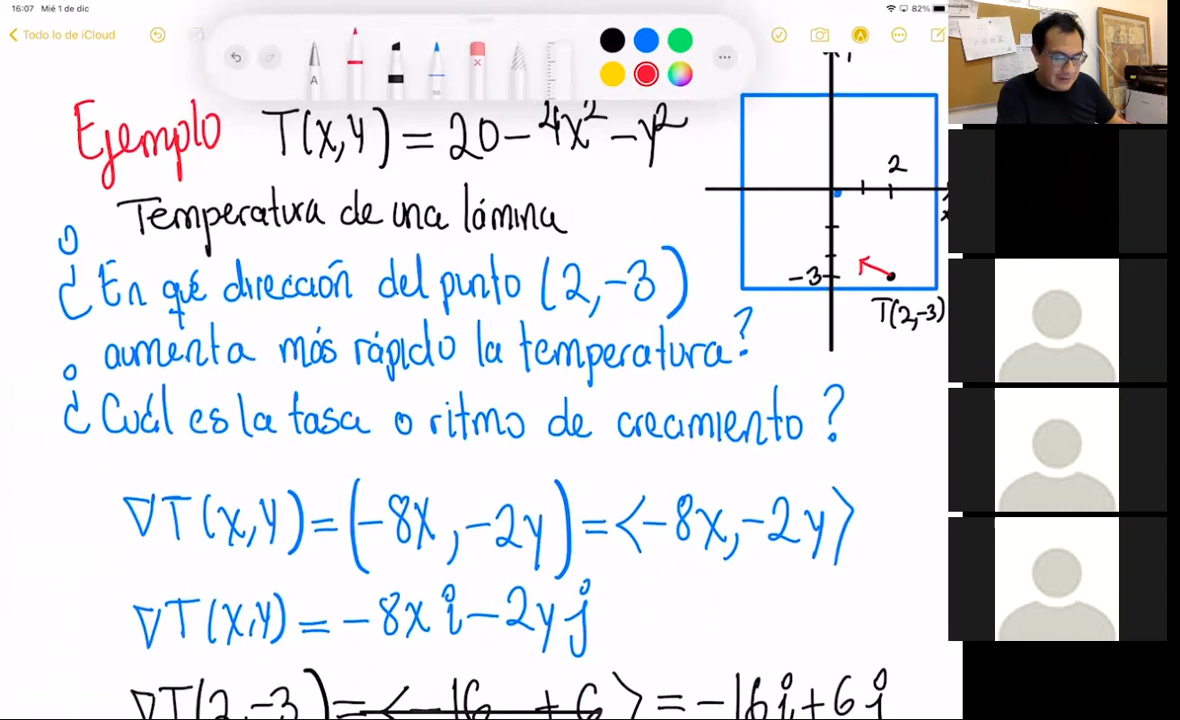 16:07 Mié 1 de dic
82%
Todo lo de iCloud
A
Ejemplo T(x,y) = 20 - 4x² - y²
Temperatura de una lámina
¿En qué dirección del punto (2,-3)
aumenta más rápido la temperatura?
¿Cuál es la tasa o ritmo de crecimiento?
∇T(x,y) = (-8x, -2y) = <-8x, -2y>
∇T(x,y) = -8x i - 2y j
∇T(2,-3) = <-16, +6> = -16 i + 6 j
2
-3
T(2,-3)